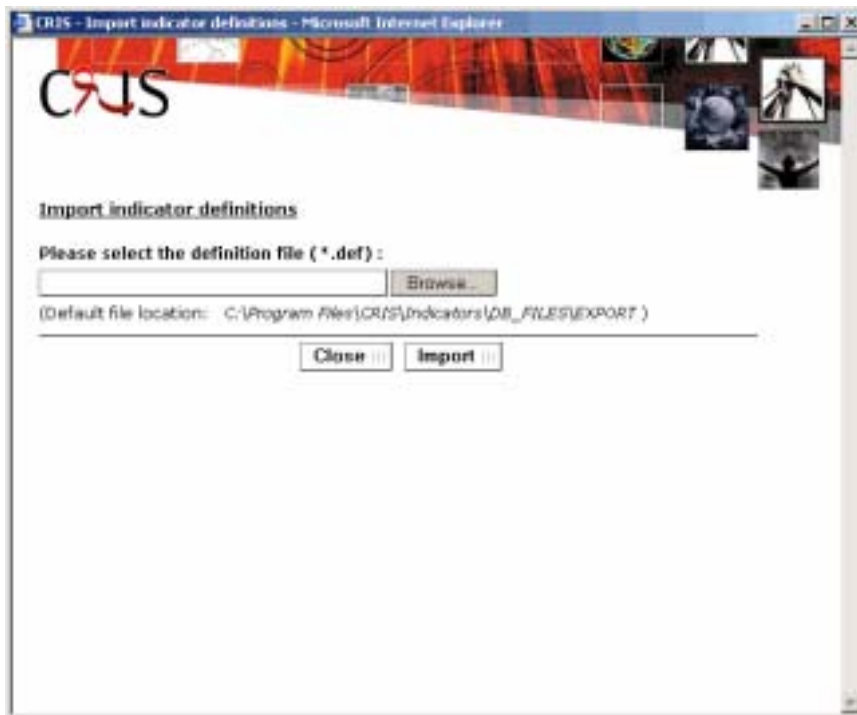 CRIS - Import indicator definitions - Microsoft Internet Explorer
CRIS
Import indicator definitions
Please select the definition file (*.def) :
Browse...
(Default file location: C:\Program Files\CRIS\Indicators\DB_FILES\EXPORT )
Close
Import